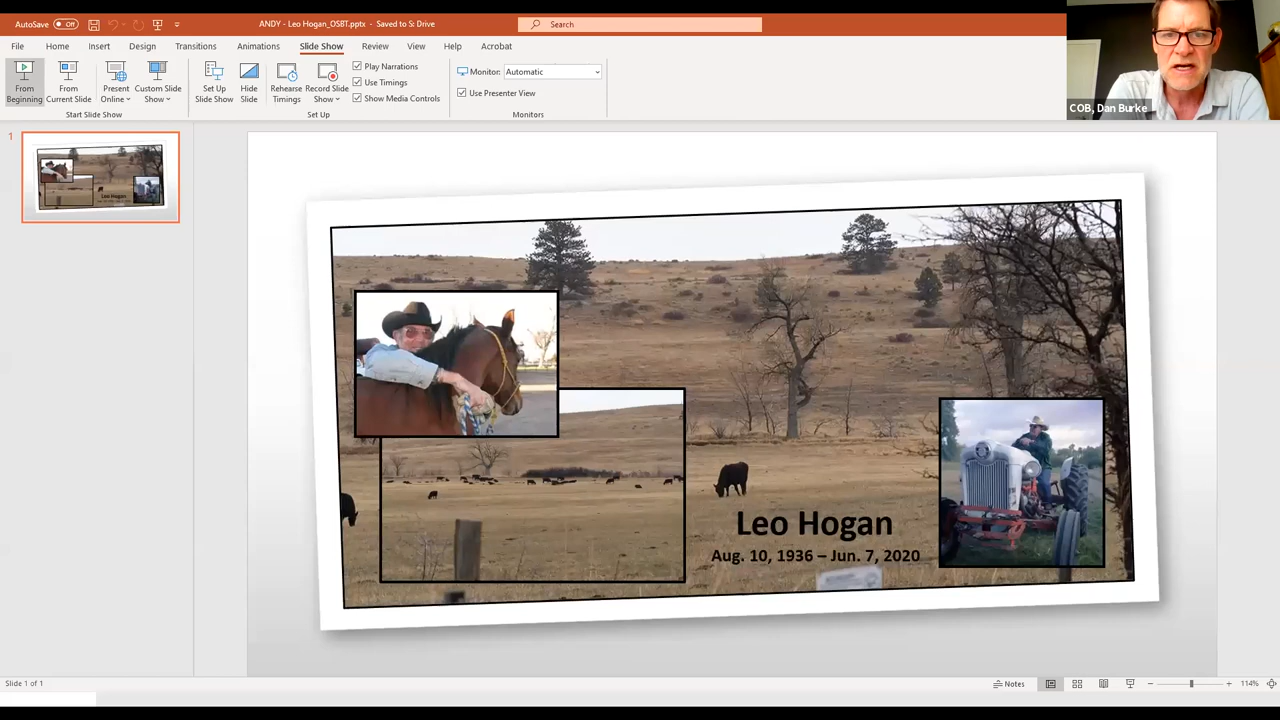 AutoSave Off ANDY - Leo Hogan_OSBT.pptx - Saved to S: Drive Search
File Home Insert Design Transitions Animations Slide Show Review View Help Acrobat
From Beginning
From Current Slide
Present Online
Custom Slide Show
Start Slide Show
Set Up Slide Show
Hide Slide
Rehearse Timings
Record Slide Show
Play Narrations
Use Timings
Show Media Controls
Set Up
Monitor: Automatic
Use Presenter View
Monitors
COB, Dan Burke
1
Leo Hogan
Aug. 10, 1936 – Jun. 7, 2020
Slide 1 of 1 Notes 114%